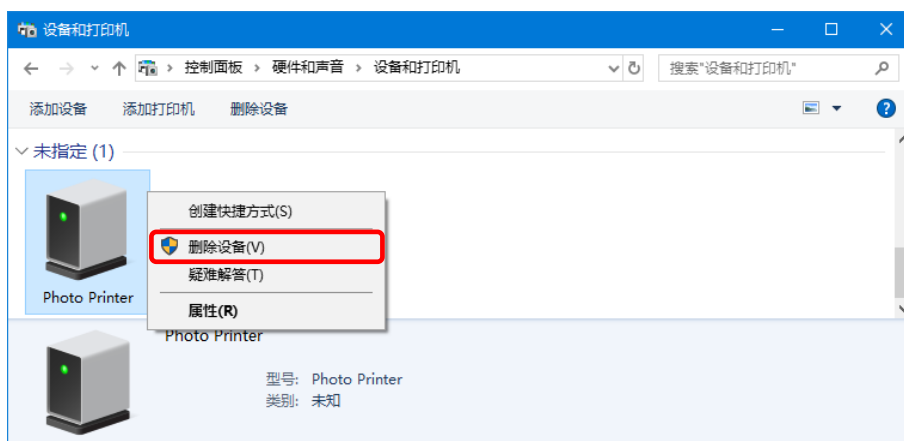 设备和打印机
控制面板 › 硬件和声音 › 设备和打印机
搜索"设备和打印机"
添加设备 添加打印机 删除设备
未指定 (1)
创建快捷方式(S)
删除设备(V)
疑难解答(T)
属性(R)
Photo Printer
Photo Printer
型号: Photo Printer
类别: 未知